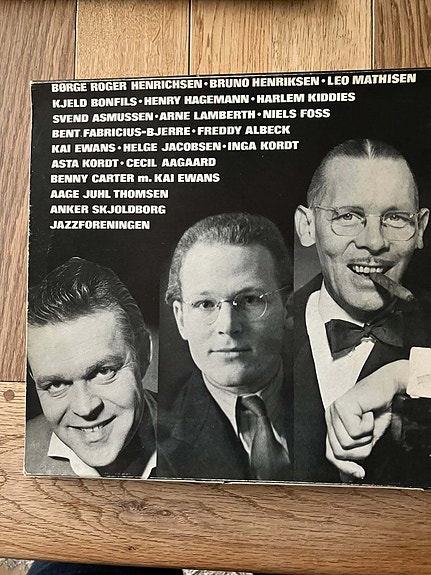 BØRGE ROGER HENRICHSEN • BRUNO HENRIKSEN • LEO MATHISEN
KJELD BONFILS • HENRY HAGEMANN • HARLEM KIDDIES
SVEND ASMUSSEN • ARNE LAMBERTH • NIELS FOSS
BENT FABRICIUS-BJERRE • FREDDY ALBECK
KAI EWANS • HELGE JACOBSEN • INGA KORDT
ASTA KORDT • CECIL AAGAARD
BENNY CARTER m. KAI EWANS
AAGE JUHL THOMSEN
ANKER SKJOLDBORG
JAZZFORENINGEN